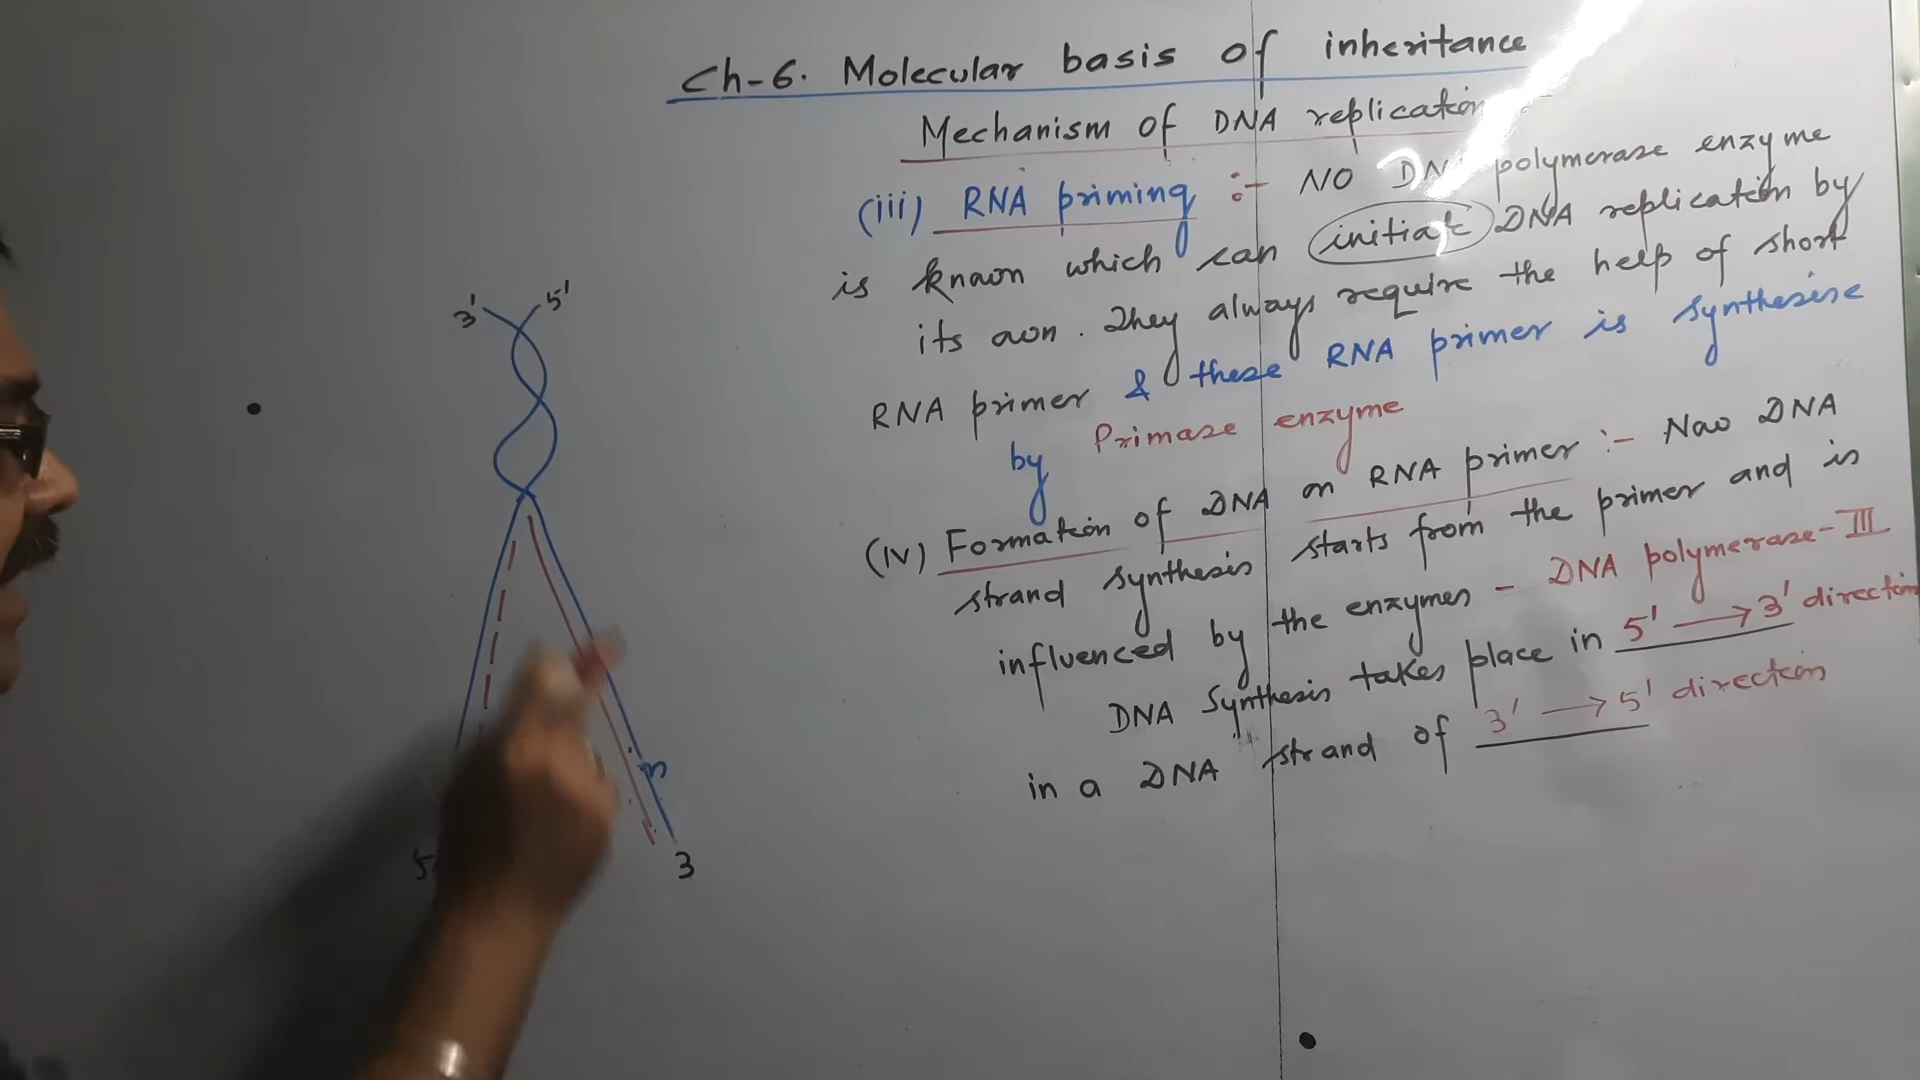 Ch-6. Molecular basis of inheritance
Mechanism of DNA replication
(iii) RNA priming :- NO DNA polymerase enzyme
is known which can initiate DNA replication by
its own. They always require the help of short
RNA primer & these RNA primer is synthesise
by Primase enzyme
(iv) Formation of DNA on RNA primer :- New DNA
strand synthesis starts from the primer and is
influenced by the enzymes - DNA polymerase-III
DNA Synthesis takes place in 5' → 3' direction
in a DNA strand of 3' → 5' direction
3' 5'
5 3